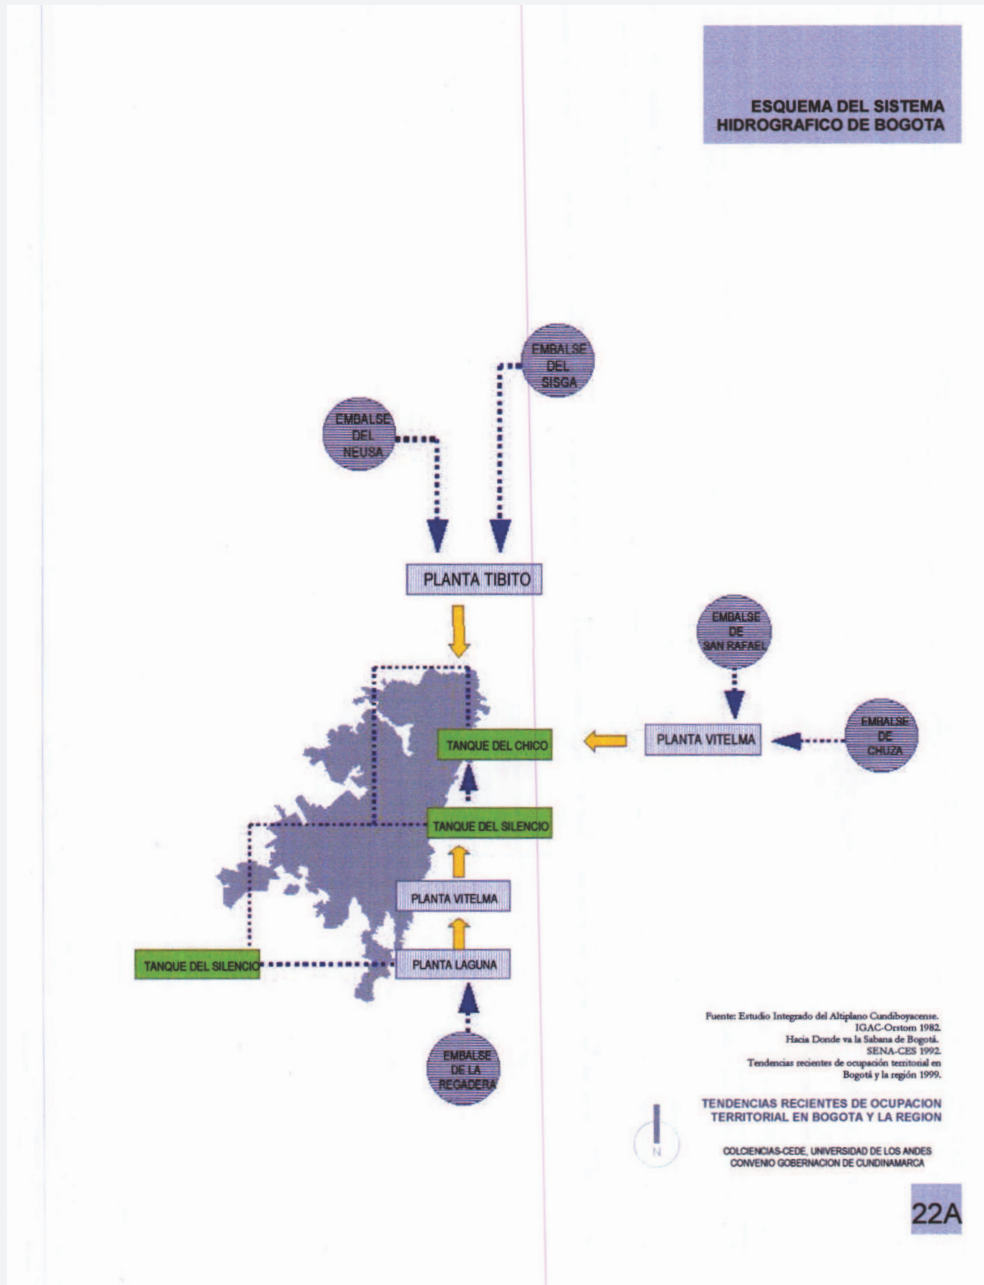 ESQUEMA DEL SISTEMA
HIDROGRAFICO DE BOGOTA
EMBALSE
DEL
SISGA
EMBALSE
DEL
NEUSA
PLANTA TIBITO
EMBALSE
DE
SAN RAFAEL
PLANTA VITELMA
EMBALSE
DE
CHUZA
TANQUE DEL CHICO
TANQUE DEL SILENCIO
PLANTA VITELMA
TANQUE DEL SILENCIO
PLANTA LAGUNA
EMBALSE
DE LA
REGADERA
Fuente: Estudio Integrado del Altiplano Cundiboyacense.
IGAC-Orstom 1982.
Hacia Donde va la Sabana de Bogotá.
SENA-CES 1992.
Tendencias recientes de ocupación territorial en
Bogotá y la región 1999.
TENDENCIAS RECIENTES DE OCUPACION
TERRITORIAL EN BOGOTA Y LA REGION
N
COLCIENCIAS-CEDE, UNIVERSIDAD DE LOS ANDES
CONVENIO GOBERNACION DE CUNDINAMARCA
22A